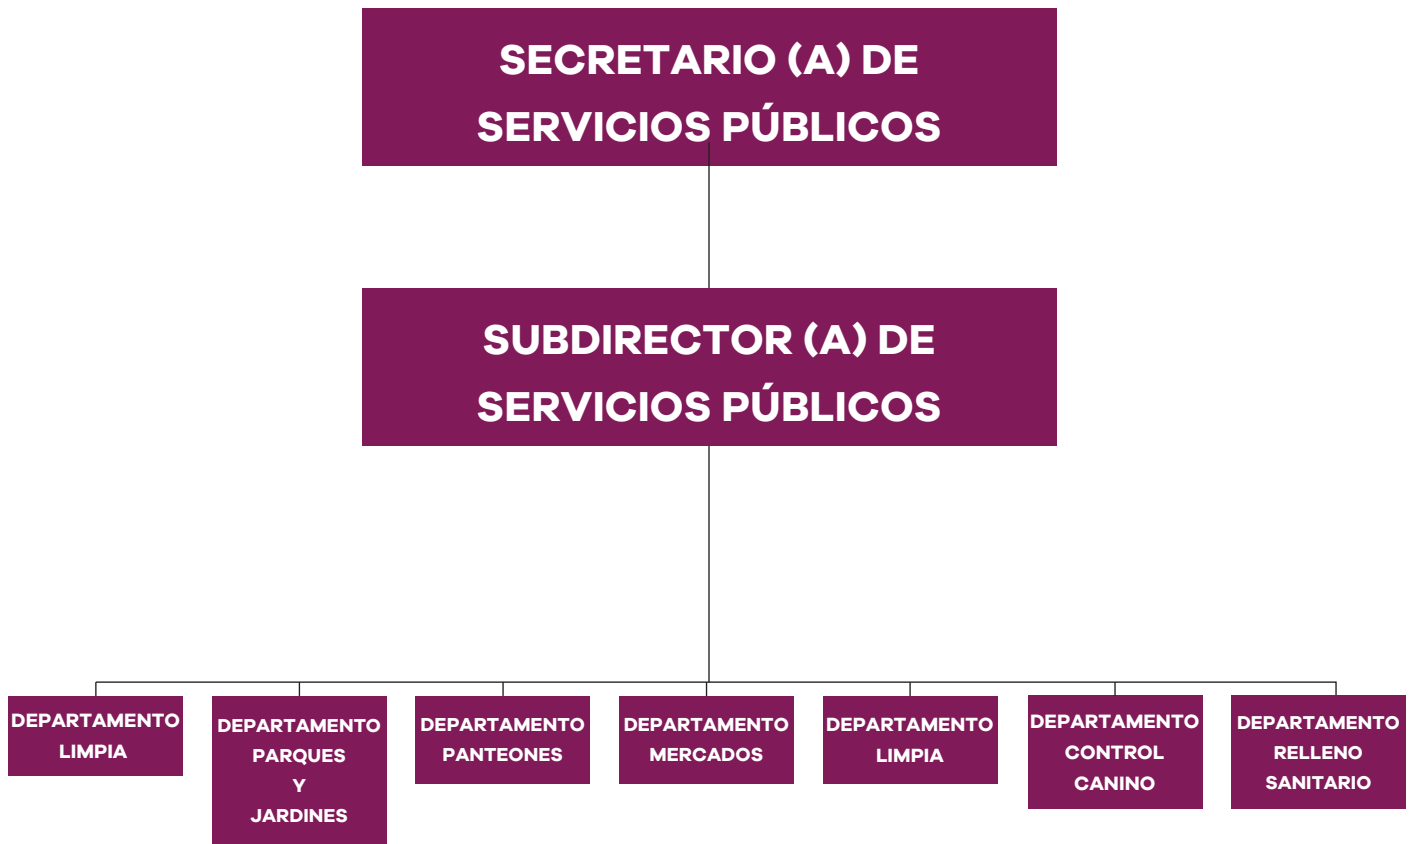 SECRETARIO (A) DE
SERVICIOS PÚBLICOS
SUBDIRECTOR (A) DE
SERVICIOS PÚBLICOS
DEPARTAMENTO
LIMPIA
DEPARTAMENTO
PARQUES
Y
JARDINES
DEPARTAMENTO
PANTEONES
DEPARTAMENTO
MERCADOS
DEPARTAMENTO
LIMPIA
DEPARTAMENTO
CONTROL
CANINO
DEPARTAMENTO
RELLENO
SANITARIO